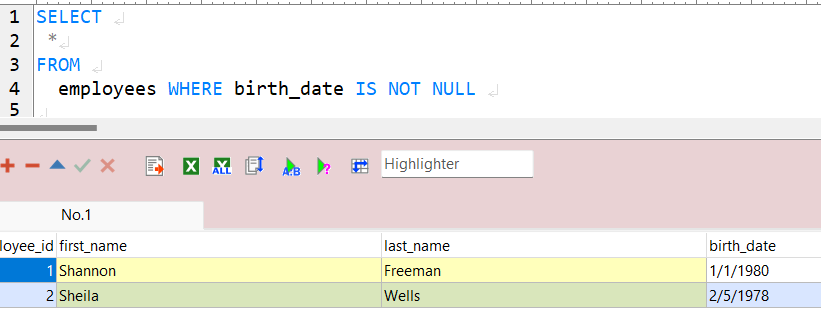 1 SELECT
2 *
3 FROM
4 employees WHERE birth_date IS NOT NULL
5
ALL A.B ? Highlighter
No.1
loyee_id first_name last_name birth_date
1 Shannon Freeman 1/1/1980
2 Sheila Wells 2/5/1978